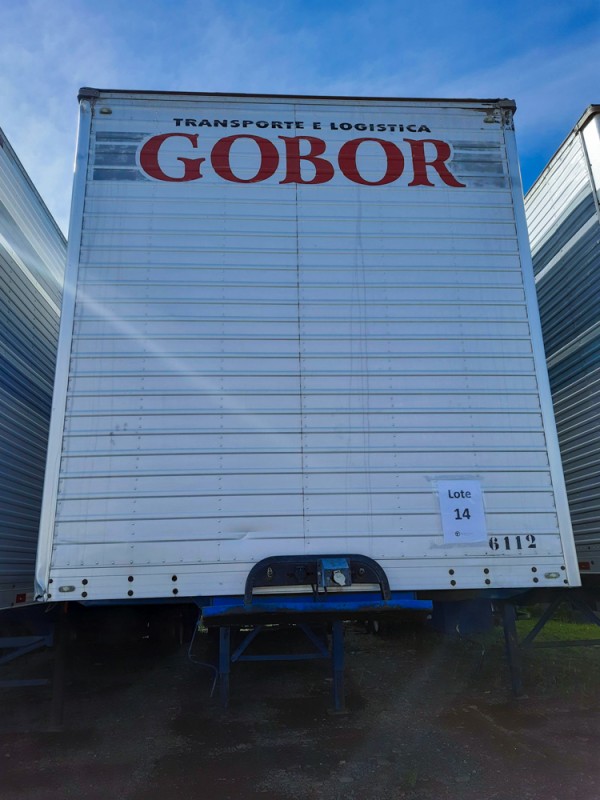 TRANSPORTE E LOGISTICA
GOBOR
Lote
14
6112